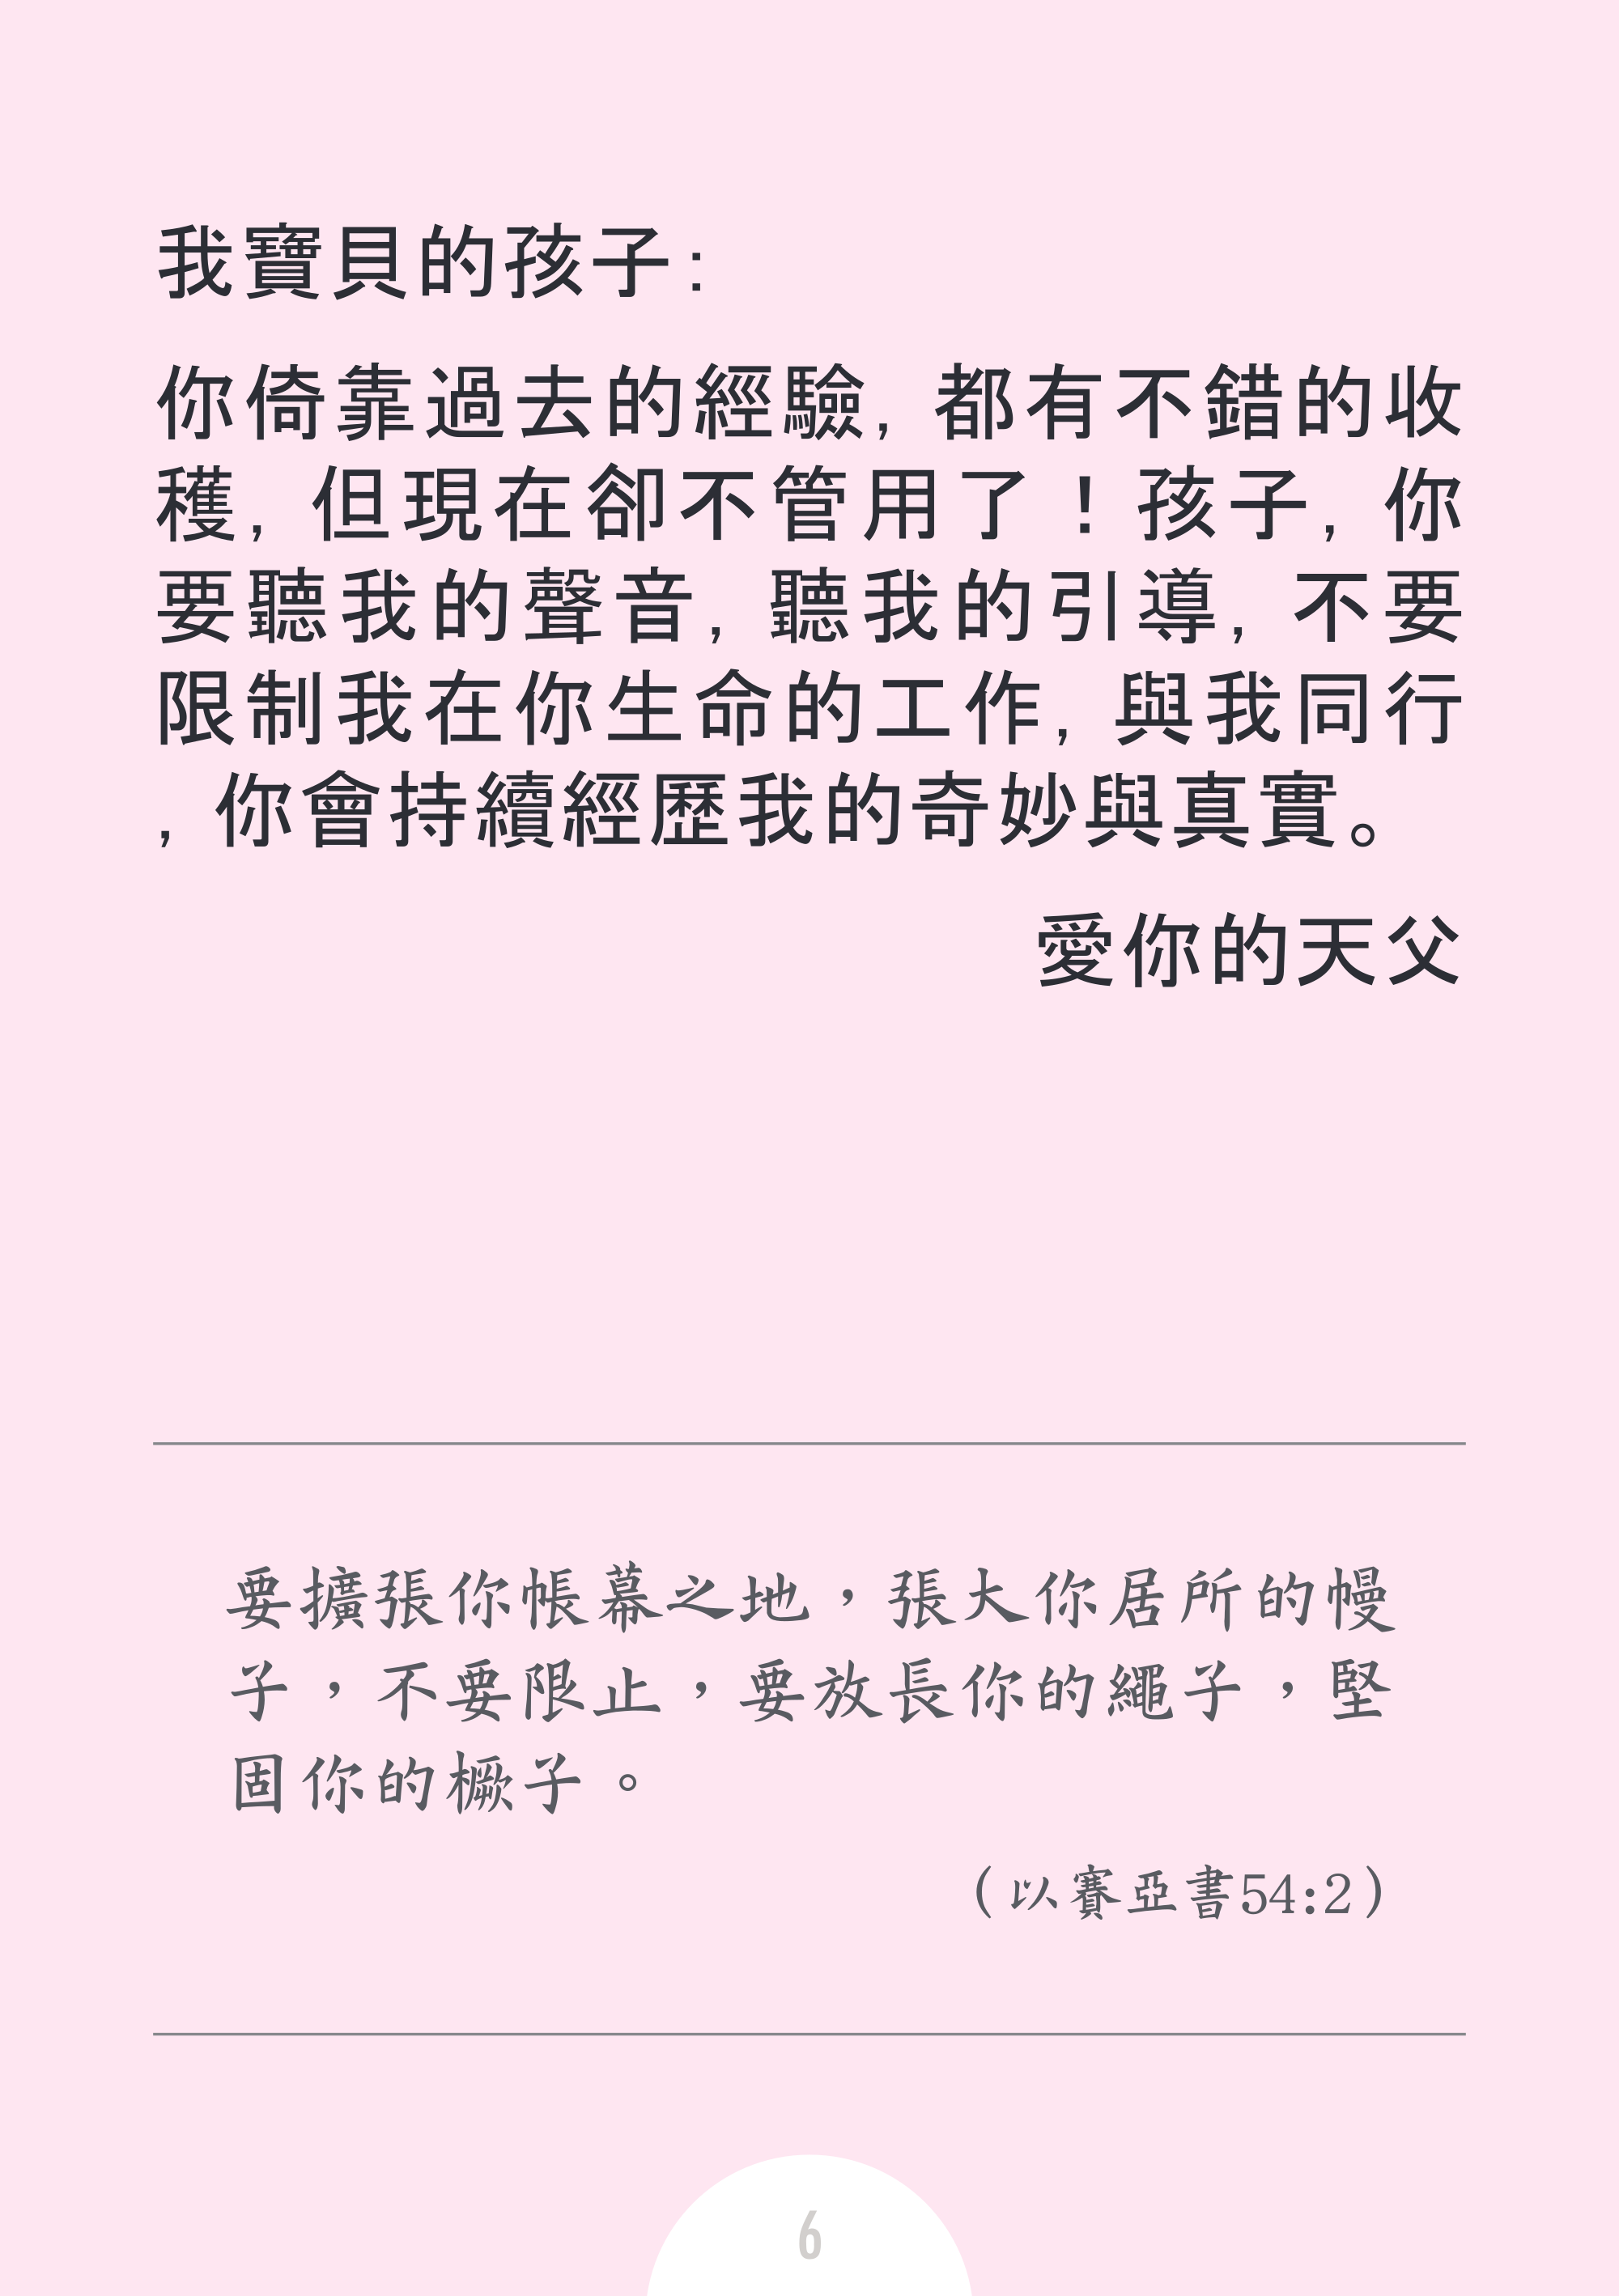 我寶貝的孩子：
你倚靠過去的經驗，都有不錯的收
穫，但現在卻不管用了！孩子，你
要聽我的聲音，聽我的引導，不要
限制我在你生命的工作，與我同行
，你會持續經歷我的奇妙與真實。
愛你的天父
要擴張你帳幕之地，張大你居所的幔
子，不要限止，要放長你的繩子，堅
固你的橛子。
（以賽亞書54:2）
6